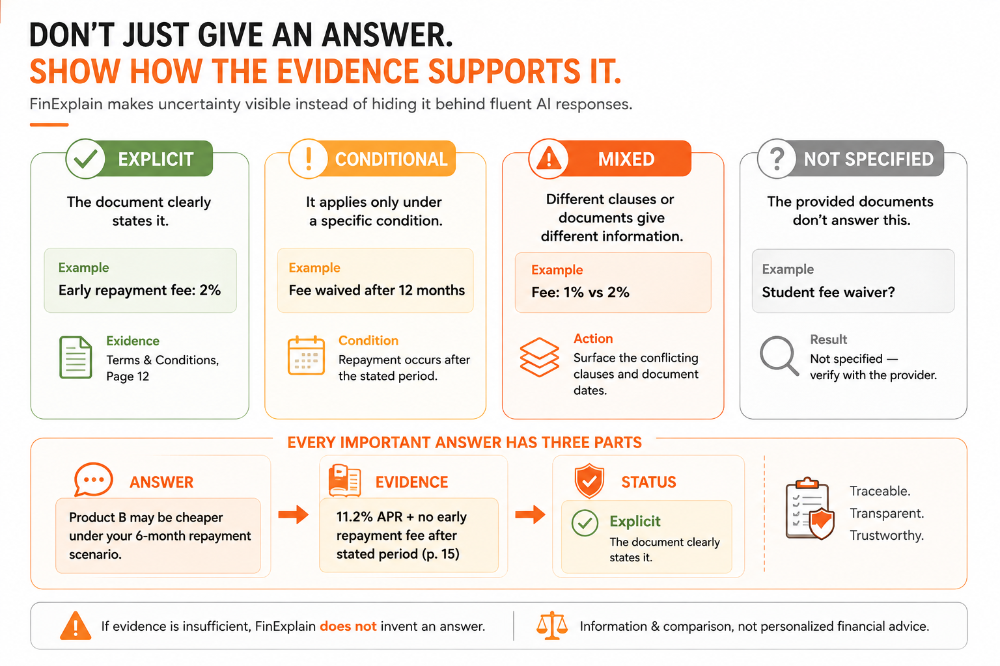 DON'T JUST GIVE AN ANSWER.
SHOW HOW THE EVIDENCE SUPPORTS IT.
FinExplain makes uncertainty visible instead of hiding it behind fluent AI responses.
EXPLICIT
The document clearly
states it.
Example
Early repayment fee: 2%
Evidence
Terms & Conditions,
Page 12
CONDITIONAL
It applies only under
a specific condition.
Example
Fee waived after 12 months
Condition
Repayment occurs after
the stated period.
MIXED
Different clauses or
documents give
different information.
Example
Fee: 1% vs 2%
Action
Surface the conflicting
clauses and document
dates.
NOT SPECIFIED
The provided documents
don't answer this.
Example
Student fee waiver?
Result
Not specified —
verify with the provider.
EVERY IMPORTANT ANSWER HAS THREE PARTS
ANSWER
Product B may be cheaper
under your 6-month repayment
scenario.
EVIDENCE
11.2% APR + no early
repayment fee after
stated period (p. 15)
STATUS
Explicit
The document clearly
states it.
Traceable.
Transparent.
Trustworthy.
If evidence is insufficient, FinExplain does not invent an answer.
Information & comparison, not personalized financial advice.